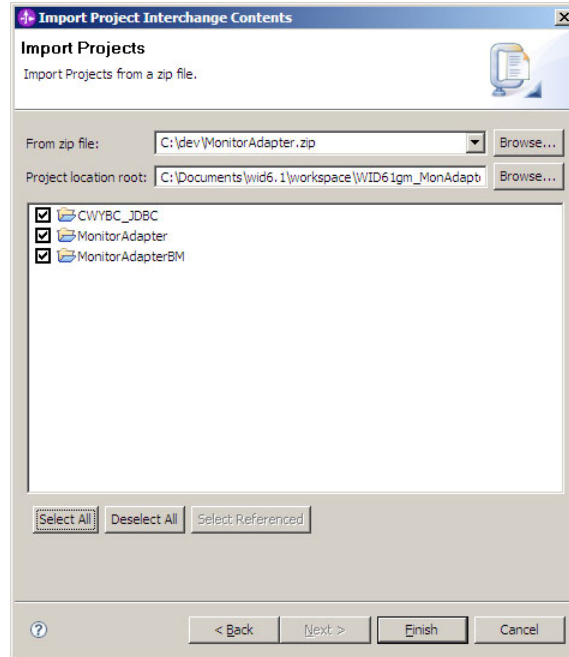 Import Project Interchange Contents
Import Projects
Import Projects from a zip file.
From zip file: C:\dev\MonitorAdapter.zip Browse...
Project location root: C:\Documents\wid6.1\workspace\WID61gm_MonAdapt Browse...
CWYBC_JDBC
MonitorAdapter
MonitorAdapterBM
Select All Deselect All Select Referenced
? < Back Next > Finish Cancel